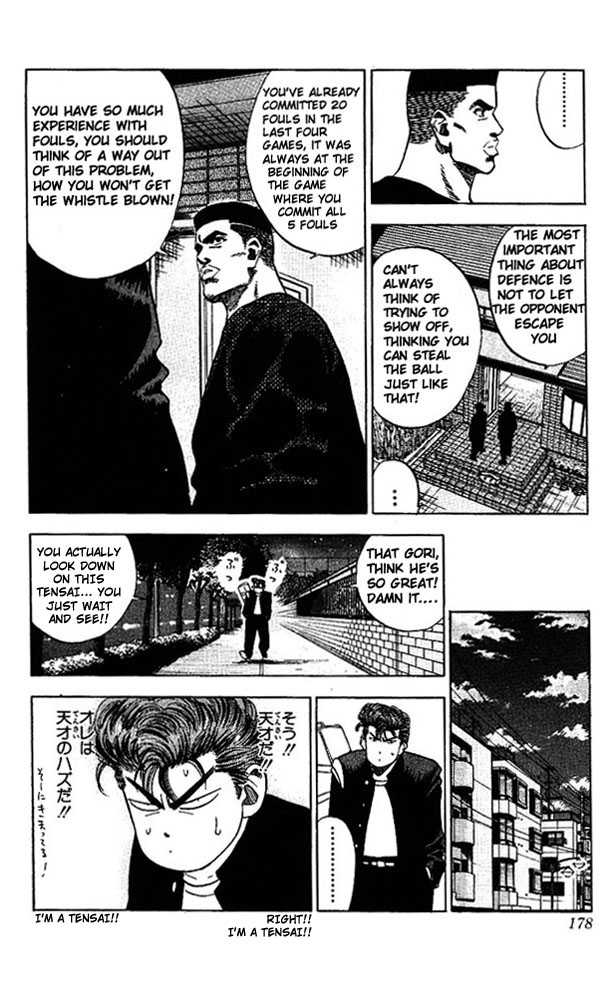 ............
YOU'VE ALREADY
COMMITTED 20
FOULS IN THE
LAST FOUR
GAMES, IT WAS
ALWAYS AT THE
BEGINNING OF
THE GAME
WHERE YOU
COMMIT ALL
5 FOULS
YOU HAVE SO MUCH
EXPERIENCE WITH
FOULS, YOU SHOULD
THINK OF A WAY OUT
OF THIS PROBLEM,
HOW YOU WON'T GET
THE WHISTLE BLOWN!
THE MOST
IMPORTANT
THING ABOUT
DEFENCE IS
NOT TO LET
THE OPPONENT
ESCAPE
YOU
CAN'T
ALWAYS
THINK OF
TRYING TO
SHOW OFF,
THINKING YOU
CAN STEAL
THE BALL
JUST LIKE
THAT!
...
THAT GORI,
THINK HE'S
SO GREAT!
DAMN IT....
YOU ACTUALLY
LOOK DOWN
ON THIS
TENSAI... YOU
JUST WAIT
AND SEE!!
............
そう!!
天才だ!!
オレは
天才のハズだ!!
RIGHT!!
I'M A TENSAI!!
I'M A TENSAI!!
178